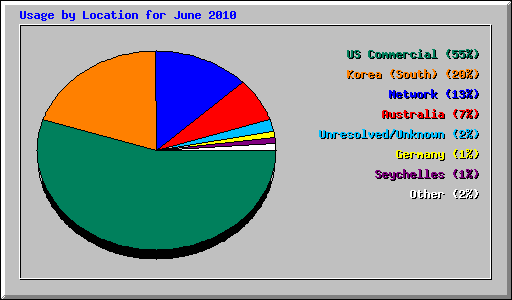 Usage by Location for June 2010
US Commercial (55%)
Korea (South) (20%)
Network (13%)
Australia (7%)
Unresolved/Unknown (2%)
Germany (1%)
Seychelles (1%)
Other (2%)